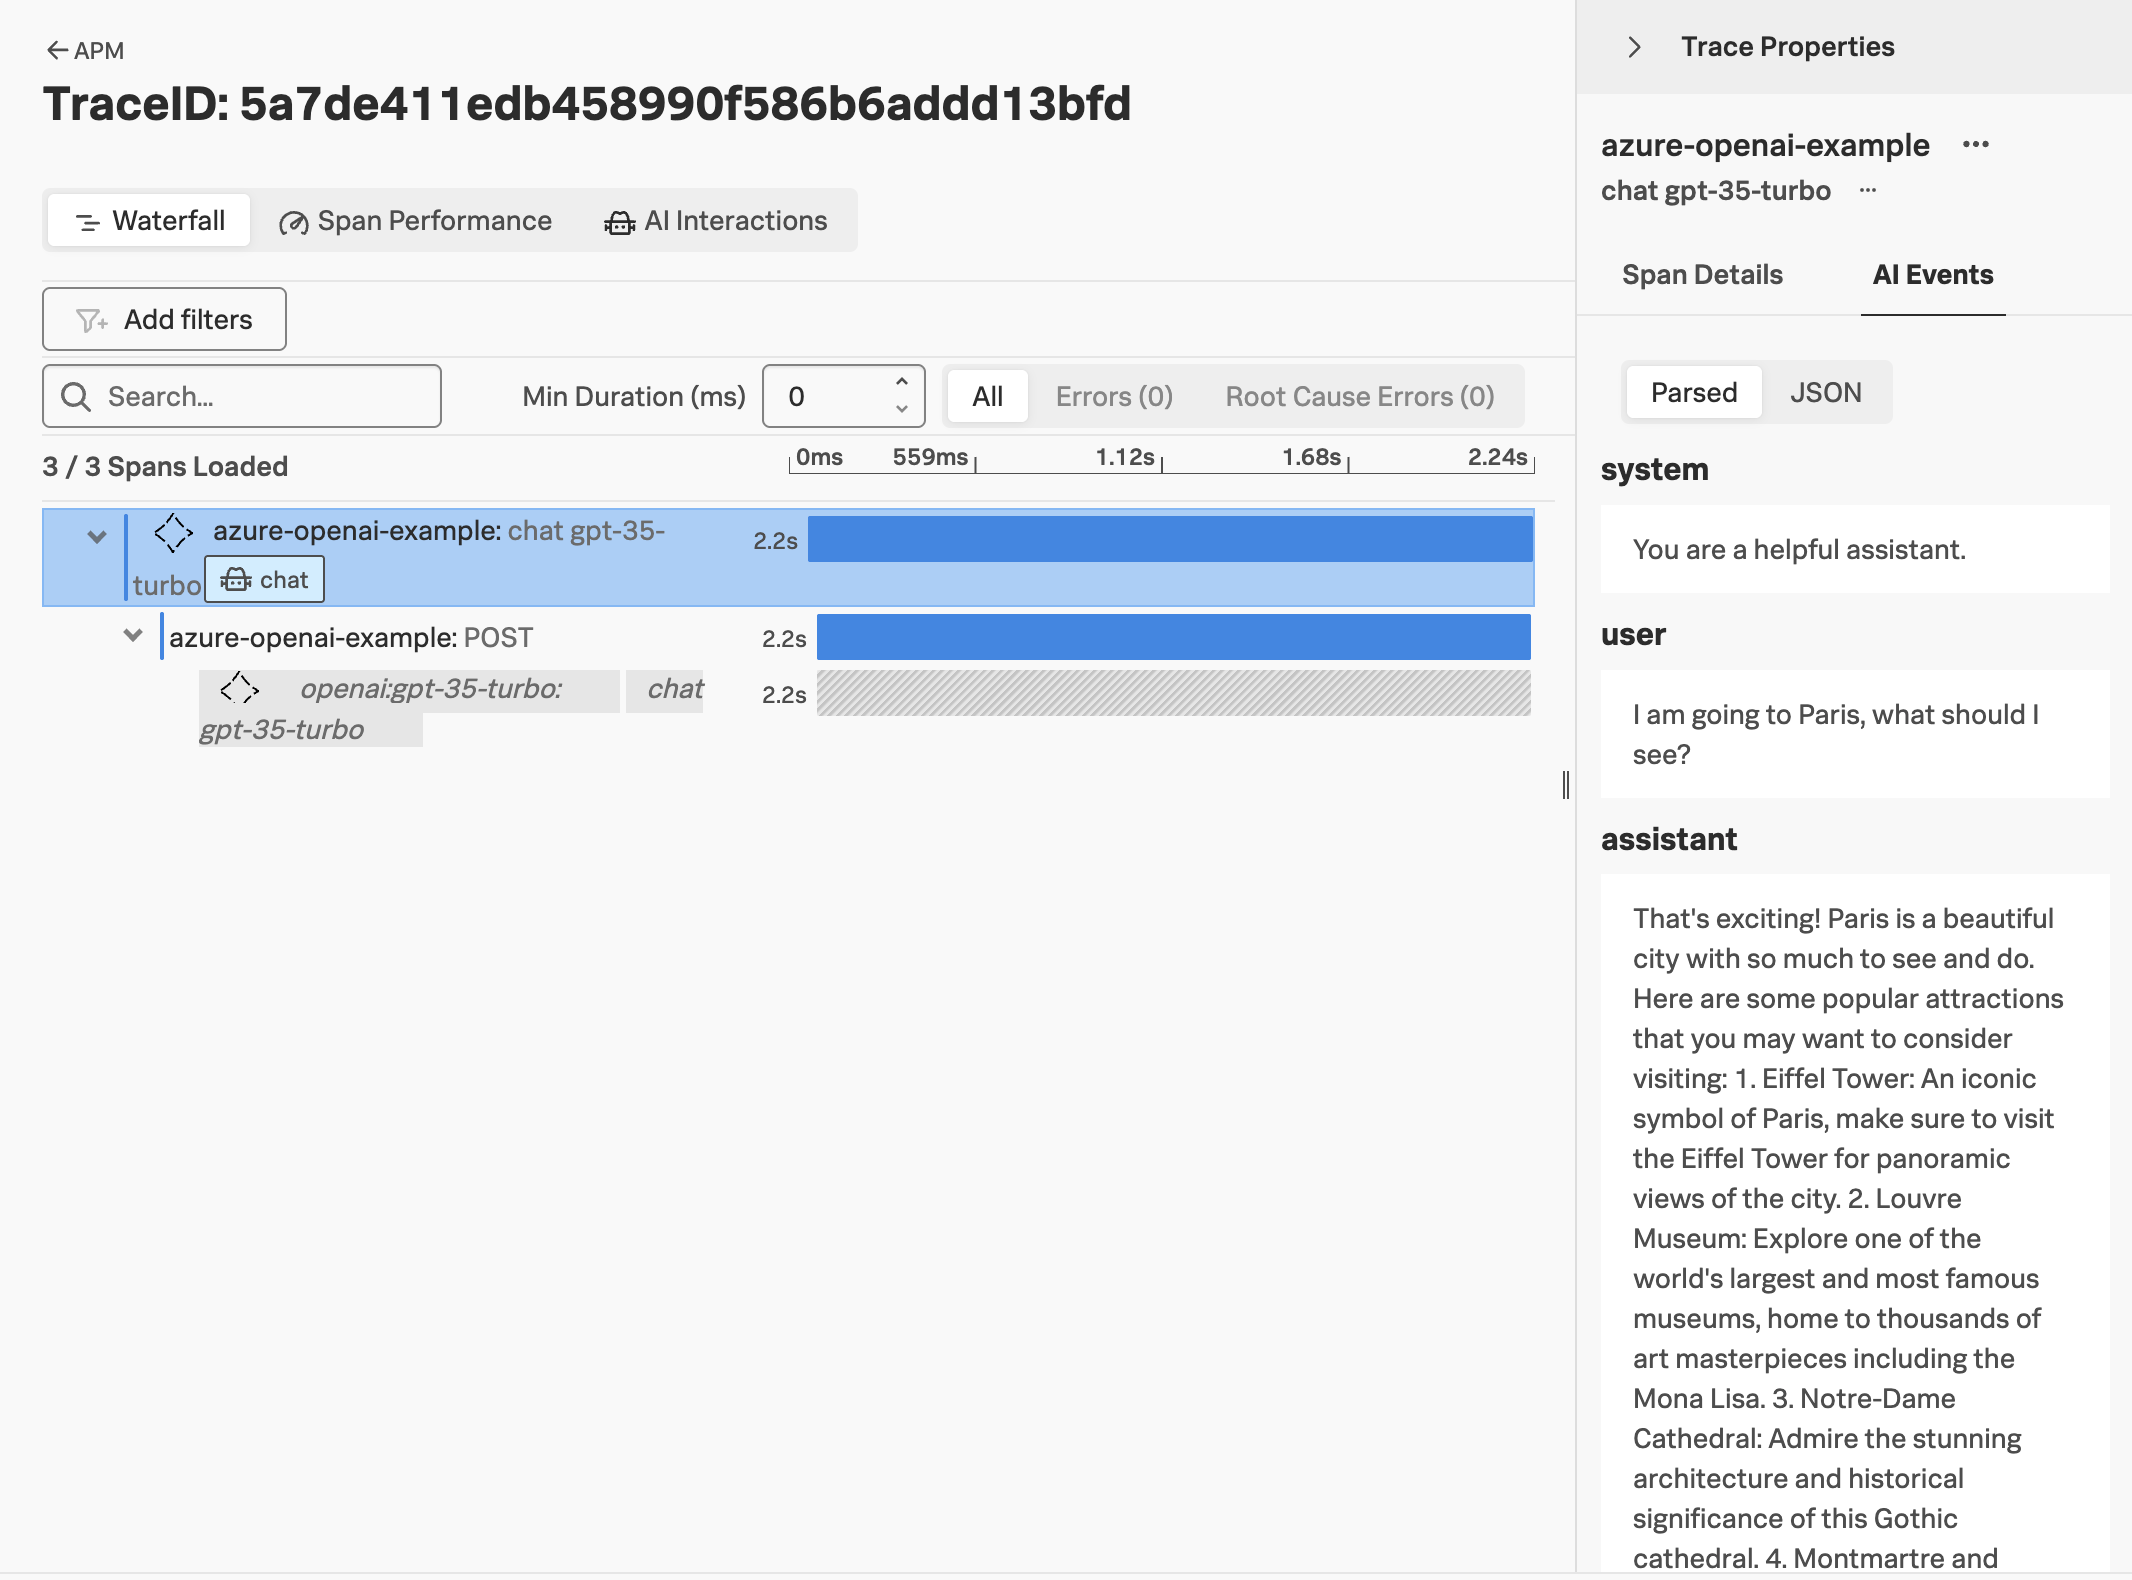 APM
TraceID: 5a7de411edb458990f586b6addd13bfd
Waterfall
Span Performance
AI Interactions
Add filters
Search...
Min Duration (ms)
0
All
Errors (0)
Root Cause Errors (0)
3 / 3 Spans Loaded
0ms
559ms
1.12s
1.68s
2.24s
azure-openai-example: chat gpt-35-
turbo
chat
2.2s
azure-openai-example: POST
2.2s
openai:gpt-35-turbo: chat
gpt-35-turbo
2.2s
Trace Properties
azure-openai-example
chat gpt-35-turbo
Span Details
AI Events
Parsed
JSON
system
You are a helpful assistant.
user
I am going to Paris, what should I
see?
assistant
That's exciting! Paris is a beautiful
city with so much to see and do.
Here are some popular attractions
that you may want to consider
visiting: 1. Eiffel Tower: An iconic
symbol of Paris, make sure to visit
the Eiffel Tower for panoramic
views of the city. 2. Louvre
Museum: Explore one of the
world's largest and most famous
museums, home to thousands of
art masterpieces including the
Mona Lisa. 3. Notre-Dame
Cathedral: Admire the stunning
architecture and historical
significance of this Gothic
cathedral. 4. Montmartre and